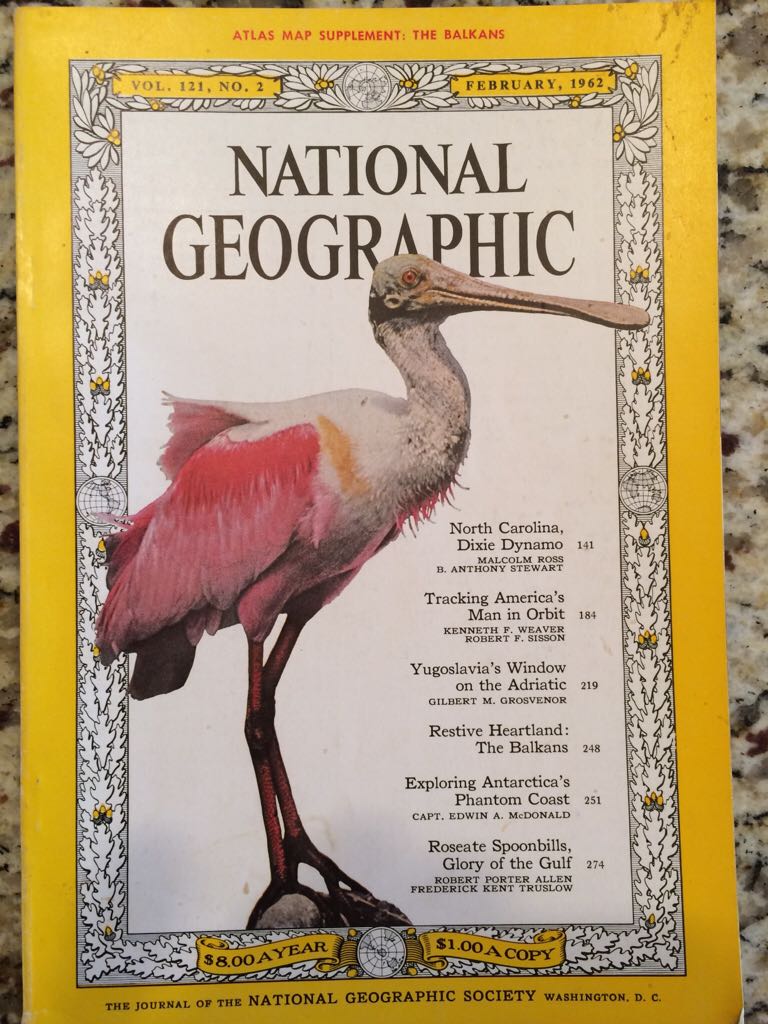 ATLAS MAP SUPPLEMENT: THE BALKANS
VOL. 121, NO. 2
FEBRUARY, 1962
NATIONAL
GEOGRAPHIC
North Carolina,
Dixie Dynamo 141
MALCOLM ROSS
B. ANTHONY STEWART
Tracking America's
Man in Orbit 184
KENNETH F. WEAVER
ROBERT F. SISSON
Yugoslavia's Window
on the Adriatic 219
GILBERT M. GROSVENOR
Restive Heartland:
The Balkans 248
Exploring Antarctica's
Phantom Coast 251
CAPT. EDWIN A. McDONALD
Roseate Spoonbills,
Glory of the Gulf 274
ROBERT PORTER ALLEN
FREDERICK KENT TRUSLOW
$8.00 A YEAR
$1.00 A COPY
THE JOURNAL OF THE NATIONAL GEOGRAPHIC SOCIETY WASHINGTON, D. C.